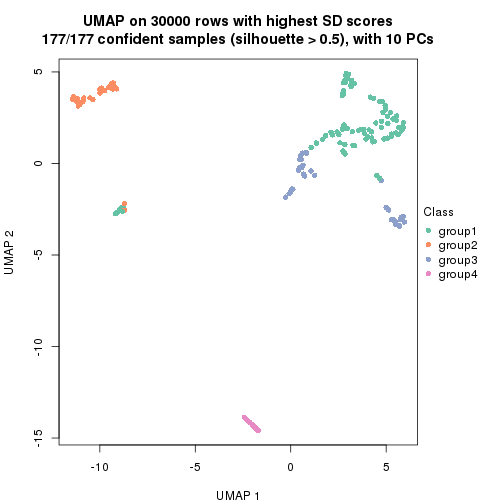 UMAP on 30000 rows with highest SD scores
177/177 confident samples (silhouette > 0.5), with 10 PCs
5
0
-5
-10
-15
UMAP 2
-10
-5
0
5
UMAP 1
Class
group1
group2
group3
group4